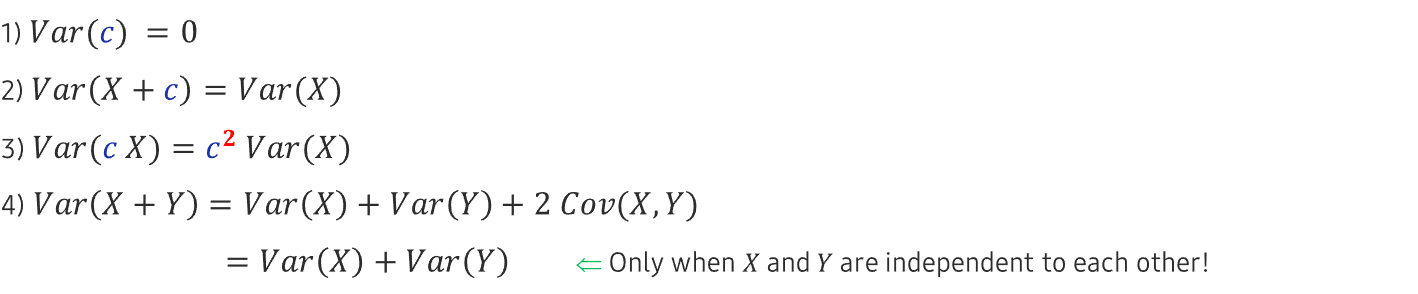 1) Var(c) = 0
2) Var(X + c) = Var(X)
3) Var(c X) = c² Var(X)
4) Var(X + Y) = Var(X) + Var(Y) + 2 Cov(X, Y)
= Var(X) + Var(Y) ⇐ Only when X and Y are independent to each other!